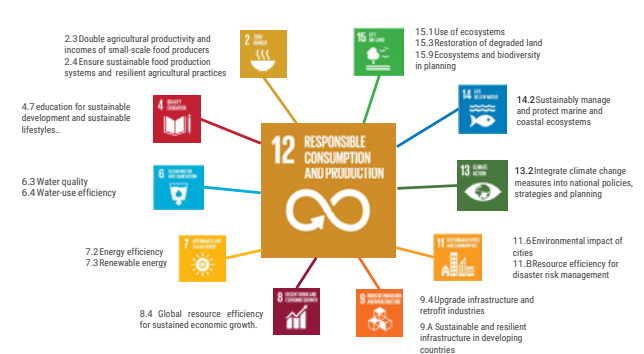 2.3 Double agricultural productivity and
incomes of small-scale food producers
2.4 Ensure sustainable food production
systems and resilient agricultural practices
2 ZERO
HUNGER
15 LIFE
ON LAND
15.1 Use of ecosystems
15.3 Restoration of degraded land
15.9 Ecosystems and biodiversity
in planning
4.7 education for sustainable
development and sustainable
lifestyles..
4 QUALITY
EDUCATION
14 LIFE
BELOW WATER
14.2 Sustainably manage
and protect marine and
coastal ecosystems
12 RESPONSIBLE
CONSUMPTION
AND PRODUCTION
6.3 Water quality
6.4 Water-use efficiency
6 CLEAN WATER
AND SANITATION
13 CLIMATE
ACTION
13.2 Integrate climate change
measures into national policies,
strategies and planning
7.2 Energy efficiency
7.3 Renewable energy
7 AFFORDABLE AND
CLEAN ENERGY
11 SUSTAINABLE CITIES
AND COMMUNITIES
11.6 Environmental impact of
cities
11.B Resource efficiency for
disaster risk management
8.4 Global resource efficiency
for sustained economic growth.
8 DECENT WORK AND
ECONOMIC GROWTH
9 INDUSTRY, INNOVATION
AND INFRASTRUCTURE
9.4 Upgrade infrastructure and
retrofit industries
9.A Sustainable and resilient
infrastructure in developing
countries